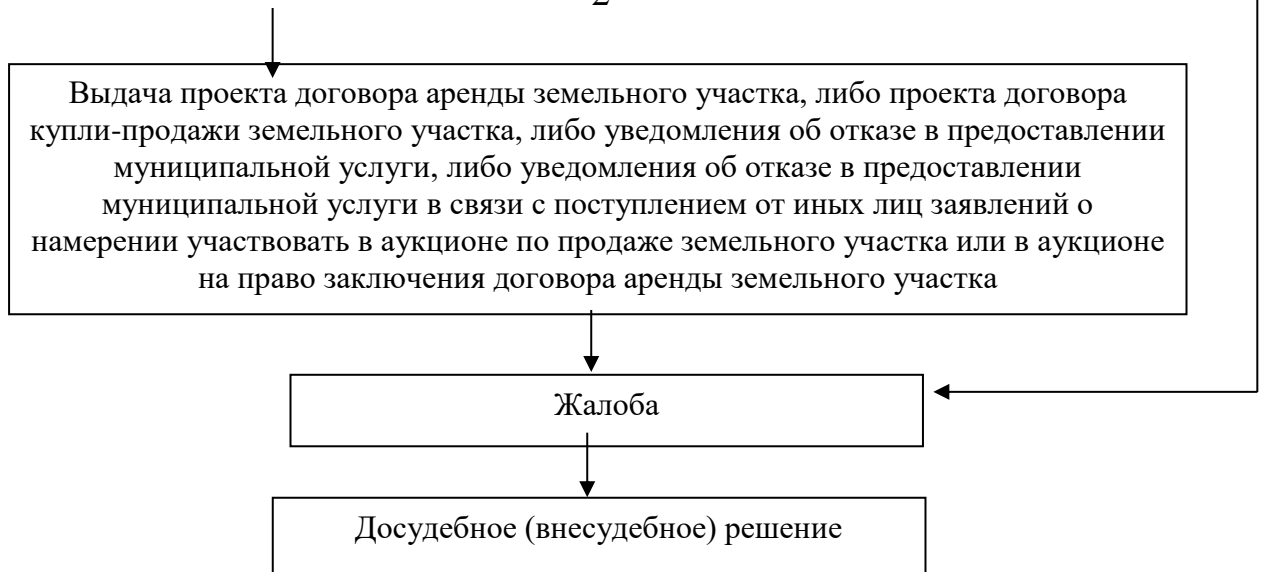 2
Выдача проекта договора аренды земельного участка, либо проекта договора
купли-продажи земельного участка, либо уведомления об отказе в предоставлении
муниципальной услуги, либо уведомления об отказе в предоставлении
муниципальной услуги в связи с поступлением от иных лиц заявлений о
намерении участвовать в аукционе по продаже земельного участка или в аукционе
на право заключения договора аренды земельного участка
Жалоба
Досудебное (внесудебное) решение